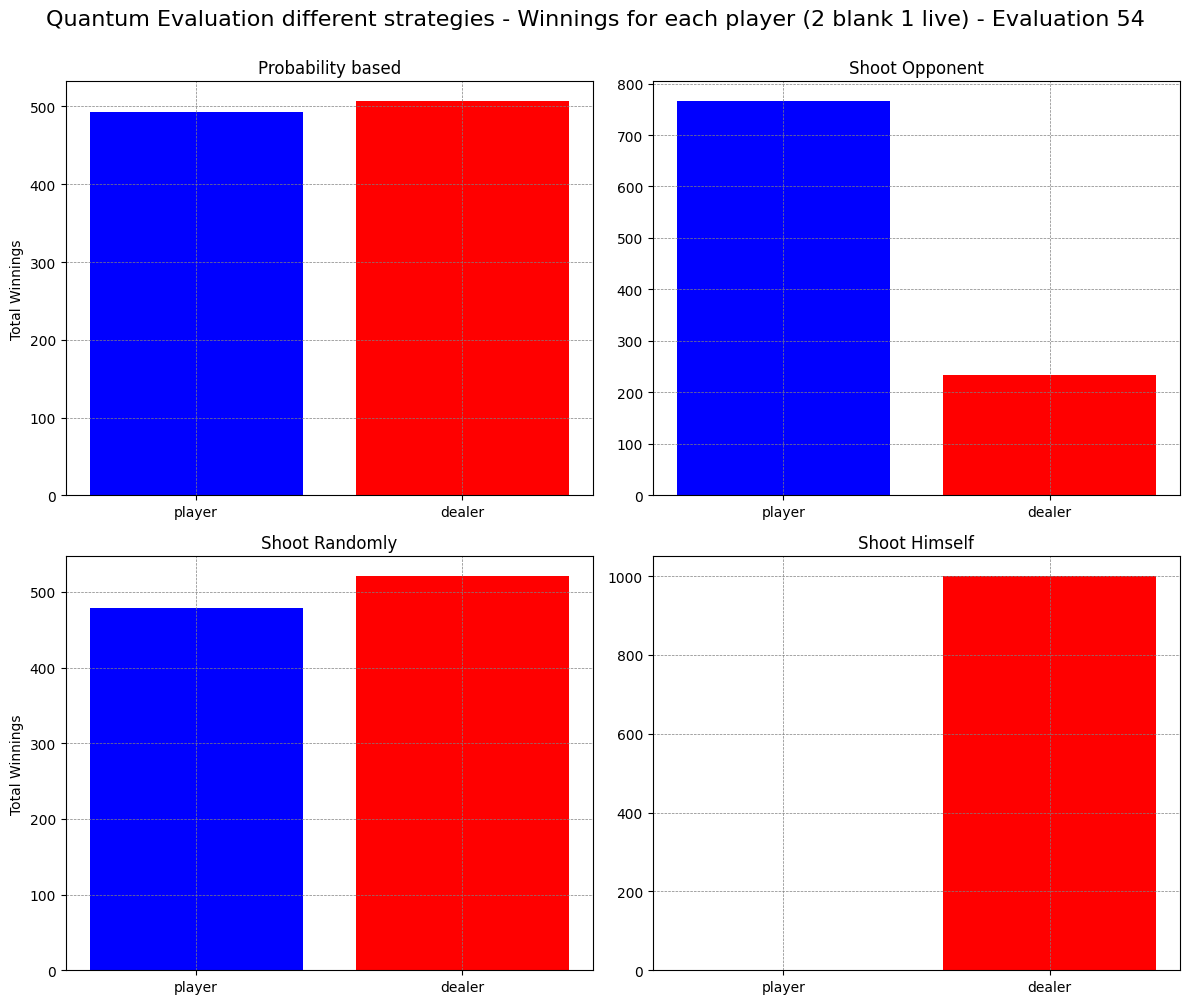 Quantum Evaluation different strategies - Winnings for each player (2 blank 1 live) - Evaluation 54
Probability based
Total Winnings
500
400
300
200
100
0
player dealer
Shoot Opponent
800
700
600
500
400
300
200
100
0
player dealer
Shoot Randomly
Total Winnings
500
400
300
200
100
0
player dealer
Shoot Himself
1000
800
600
400
200
0
player dealer